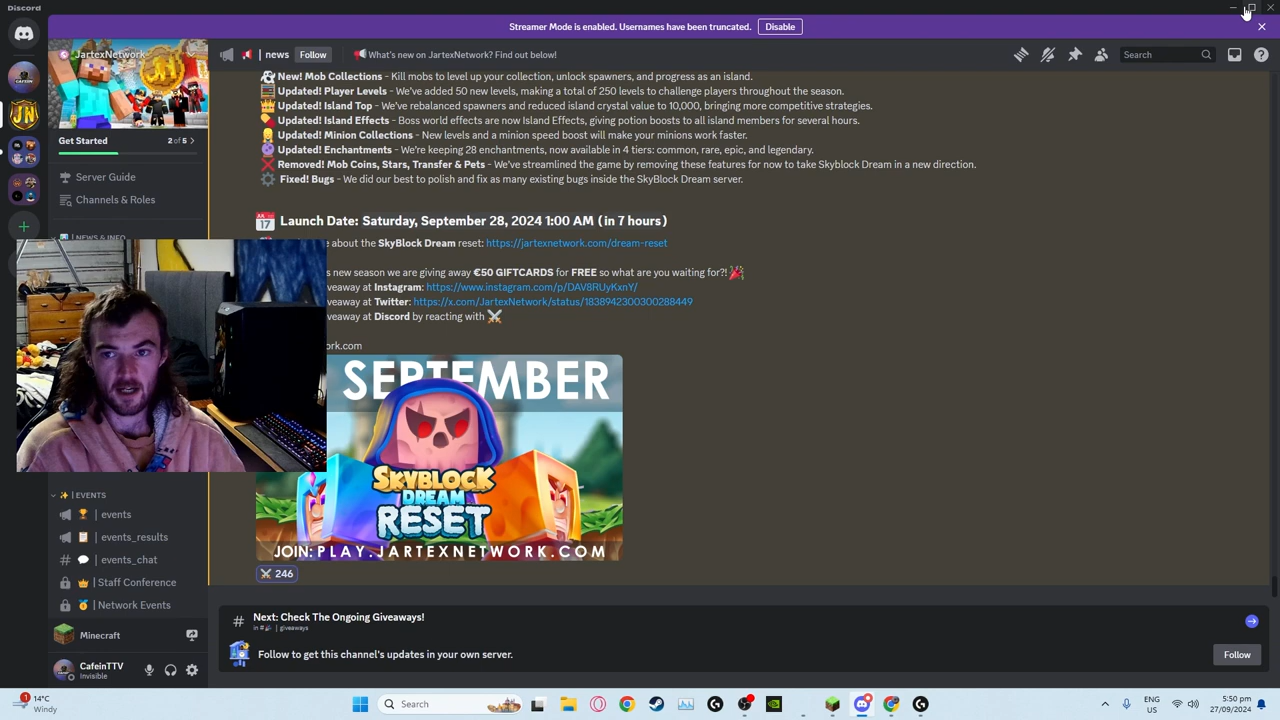 Discord
Streamer Mode is enabled. Usernames have been truncated.
Disable
JartexNetwork
| news
Follow
What's new on JartexNetwork? Find out below!
Search
New! Mob Collections - Kill mobs to level up your collection, unlock spawners, and progress as an island.
Updated! Player Levels - We've added 50 new levels, making a total of 250 levels to challenge players throughout the season.
Updated! Island Top - We've rebalanced spawners and reduced island crystal value to 10,000, bringing more competitive strategies.
Updated! Island Effects - Boss world effects are now Island Effects, giving potion boosts to all island members for several hours.
Updated! Minion Collections - New levels and a minion speed boost will make your minions work faster.
Updated! Enchantments - We're keeping 28 enchantments, now available in 4 tiers: common, rare, epic, and legendary.
Removed! Mob Coins, Stars, Transfer & Pets - We've streamlined the game by removing these features for now to take Skyblock Dream in a new direction.
Fixed! Bugs - We did our best to polish and fix as many existing bugs inside the SkyBlock Dream server.
Get Started
2 of 5
Server Guide
Channels & Roles
| NEWS & INFO
JUL 17 Launch Date: Saturday, September 28, 2024 1:00 AM (in 7 hours)
about the SkyBlock Dream reset: https://jartexnetwork.com/dream-reset
new season we are giving away €50 GIFTCARDS for FREE so what are you waiting for?!
at Instagram: https://www.instagram.com/p/DAV8RUyKxnY/
at Twitter: https://x.com/JartexNetwork/status/1838942300300288449
at Discord by reacting with
SEPTEMBER
SKYBLOCK
DREAM
RESET
JOIN: PLAY.JARTEXNETWORK.COM
246
| EVENTS
| events
| events_results
| events_chat
| Staff Conference
| Network Events
Minecraft
CafeinTTV
Invisible
Next: Check The Ongoing Giveaways!
in # | giveaways
Follow to get this channel's updates in your own server.
Follow
1
14°C
Windy
Search
ENG
US
5:50 pm
27/09/2024